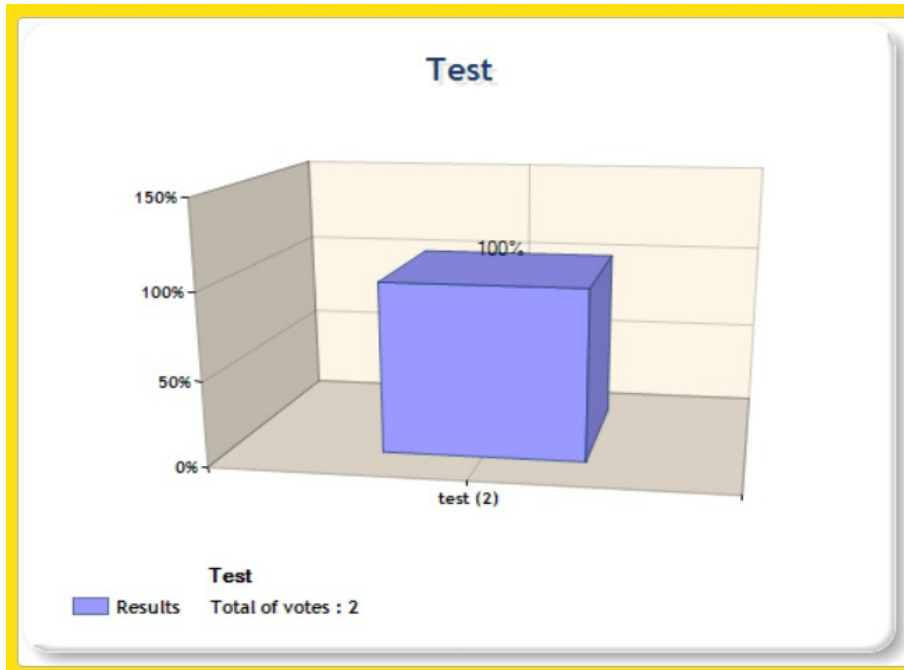 Test
150%
100%
100%
50%
0%
test (2)
Test
Results Total of votes : 2